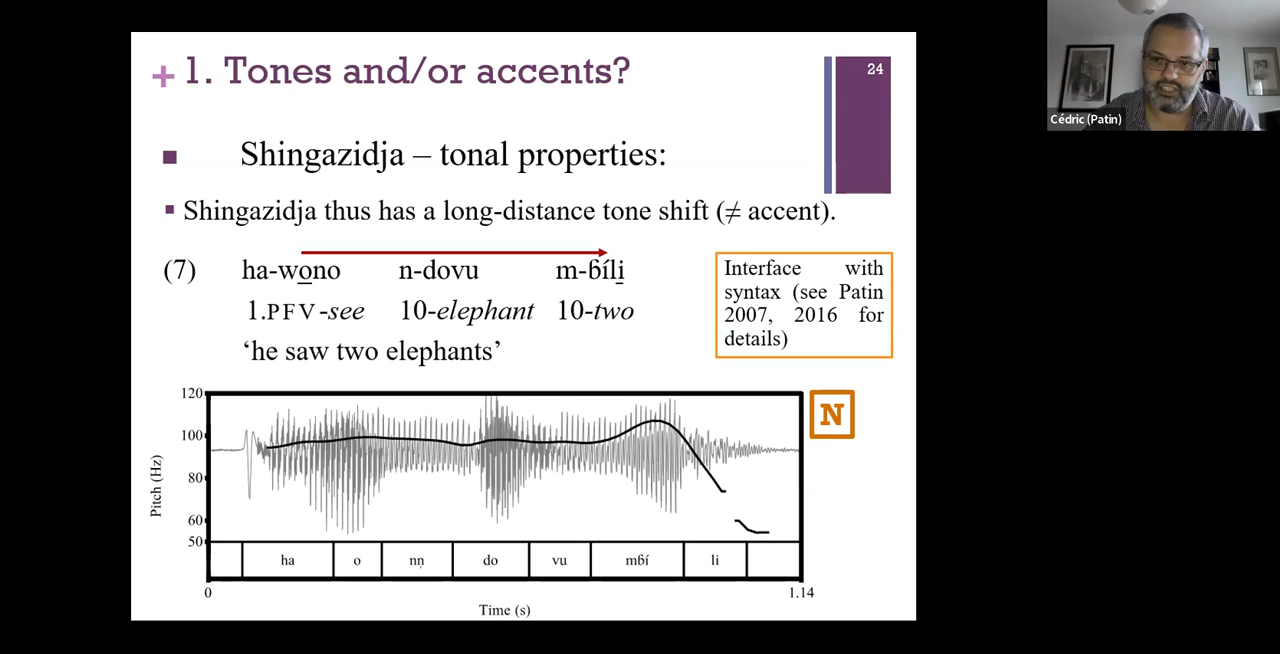 + 1. Tones and/or accents?
24
Cédric (Patin)
Shingazidja – tonal properties:
Shingazidja thus has a long-distance tone shift (≠ accent).
(7) ha-wono n-dovu m-ɓíli
1.PFV-see 10-elephant 10-two
‘he saw two elephants’
Interface with
syntax (see Patin
2007, 2016 for
details)
N
120
100
80
60
50
Pitch (Hz)
ha o nṇ do vu mɓí li
0 1.14
Time (s)